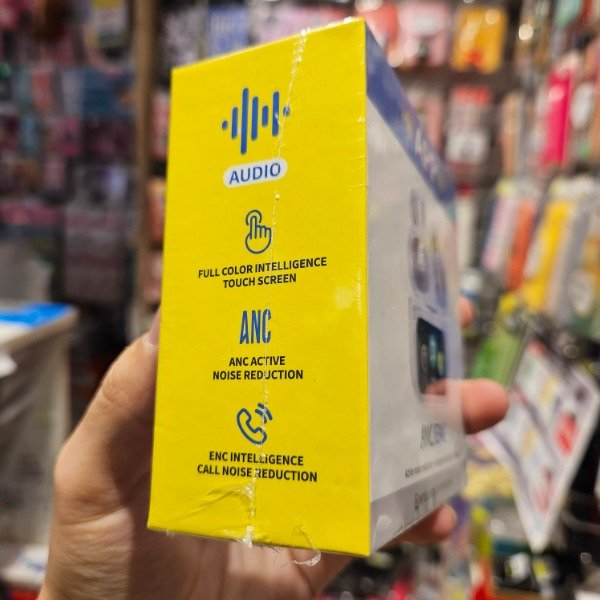 AUDIO
FULL COLOR INTELLIGENCE
TOUCH SCREEN
ANC
ANC ACTIVE
NOISE REDUCTION
ENC INTELLIGENCE
CALL NOISE REDUCTION